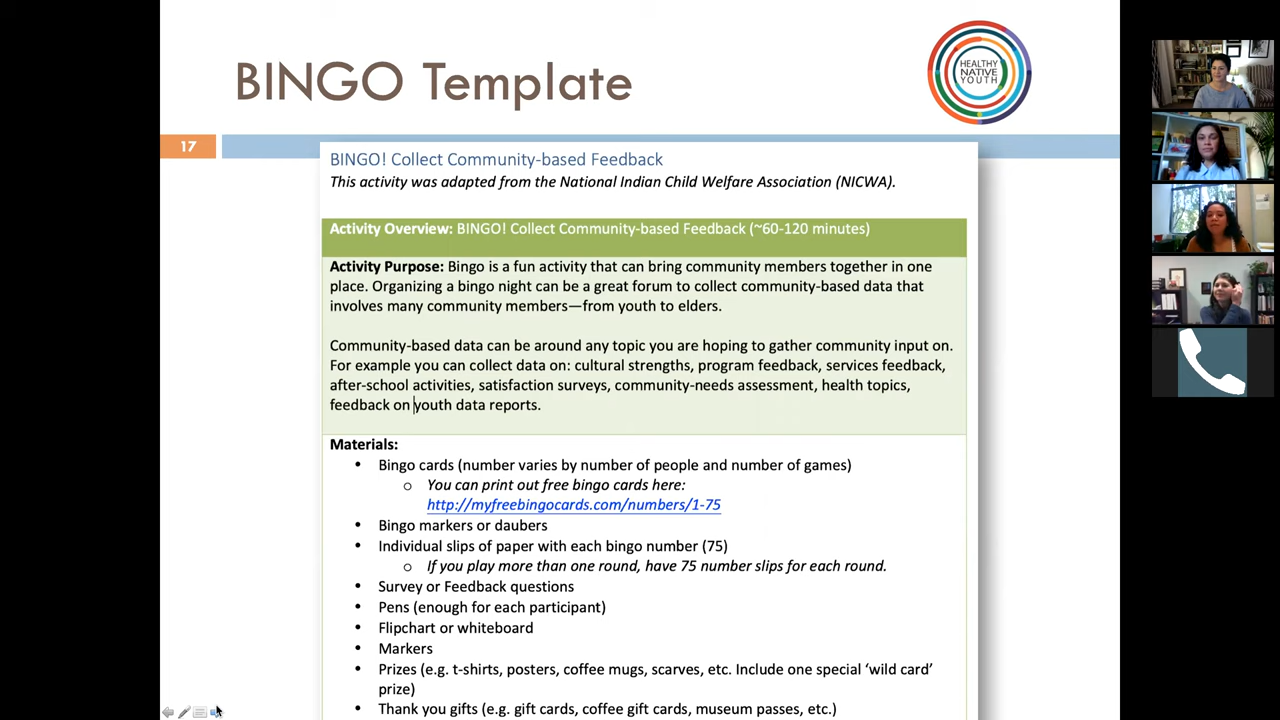 BINGO Template
HEALTHY
NATIVE
YOUTH
17
BINGO! Collect Community-based Feedback
This activity was adapted from the National Indian Child Welfare Association (NICWA).
Activity Overview: BINGO! Collect Community-based Feedback (~60-120 minutes)
Activity Purpose: Bingo is a fun activity that can bring community members together in one
place. Organizing a bingo night can be a great forum to collect community-based data that
involves many community members—from youth to elders.
Community-based data can be around any topic you are hoping to gather community input on.
For example you can collect data on: cultural strengths, program feedback, services feedback,
after-school activities, satisfaction surveys, community-needs assessment, health topics,
feedback on youth data reports.
Materials:
• Bingo cards (number varies by number of people and number of games)
o You can print out free bingo cards here:
http://myfreebingocards.com/numbers/1-75
• Bingo markers or daubers
• Individual slips of paper with each bingo number (75)
o If you play more than one round, have 75 number slips for each round.
• Survey or Feedback questions
• Pens (enough for each participant)
• Flipchart or whiteboard
• Markers
• Prizes (e.g. t-shirts, posters, coffee mugs, scarves, etc. Include one special ‘wild card’
prize)
• Thank you gifts (e.g. gift cards, coffee gift cards, museum passes, etc.)